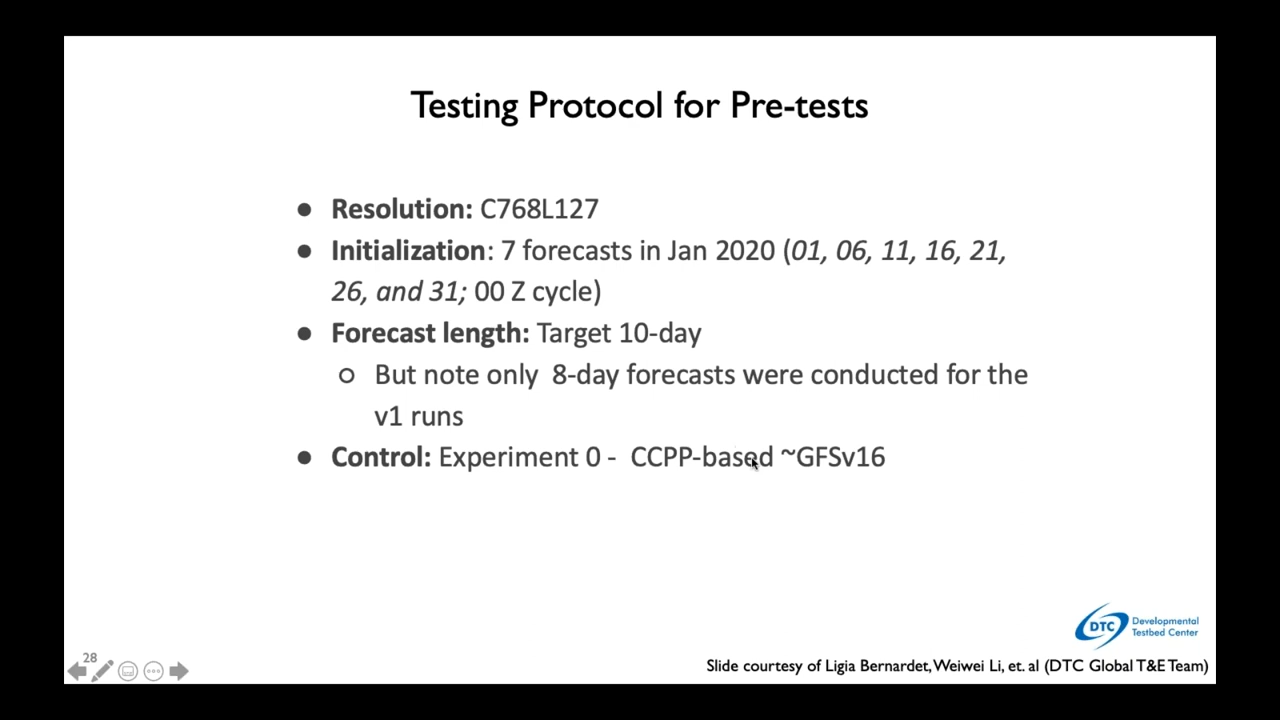 Testing Protocol for Pre-tests
● Resolution: C768L127
● Initialization: 7 forecasts in Jan 2020 (01, 06, 11, 16, 21,
26, and 31; 00 Z cycle)
● Forecast length: Target 10-day
○ But note only 8-day forecasts were conducted for the
v1 runs
● Control: Experiment 0 - CCPP-based ~GFSv16
DTC Developmental
Testbed Center
28
Slide courtesy of Ligia Bernardet, Weiwei Li, et. al (DTC Global T&E Team)